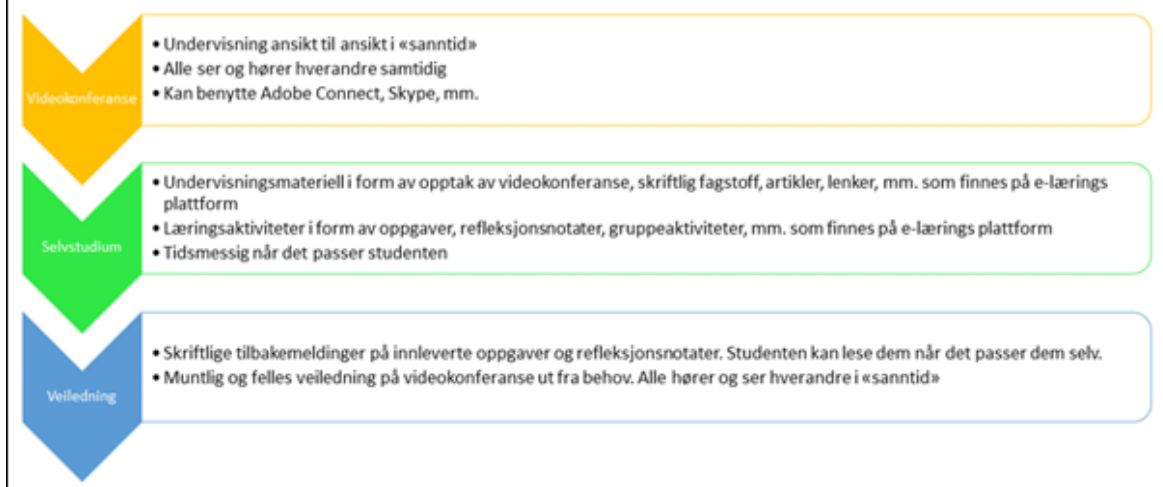 Videokonferanse
• Undervisning ansikt til ansikt i «sanntid»
• Alle ser og hører hverandre samtidig
• Kan benytte Adobe Connect, Skype, mm.
Selvstudium
• Undervisningsmateriell i form av opptak av videokonferanse, skriftlig fagstoff, artikler, lenker, mm. som finnes på e-lærings
plattform
• Læringsaktiviteter i form av oppgaver, refleksjonsnotater, gruppeaktiviteter, mm. som finnes på e-lærings plattform
• Tidsmessig når det passer studenten
Veiledning
• Skriftlige tilbakemeldinger på innleverte oppgaver og refleksjonsnotater. Studenten kan lese dem når det passer dem selv.
• Muntlig og felles veiledning på videokonferanse ut fra behov. Alle hører og ser hverandre i «sanntid»